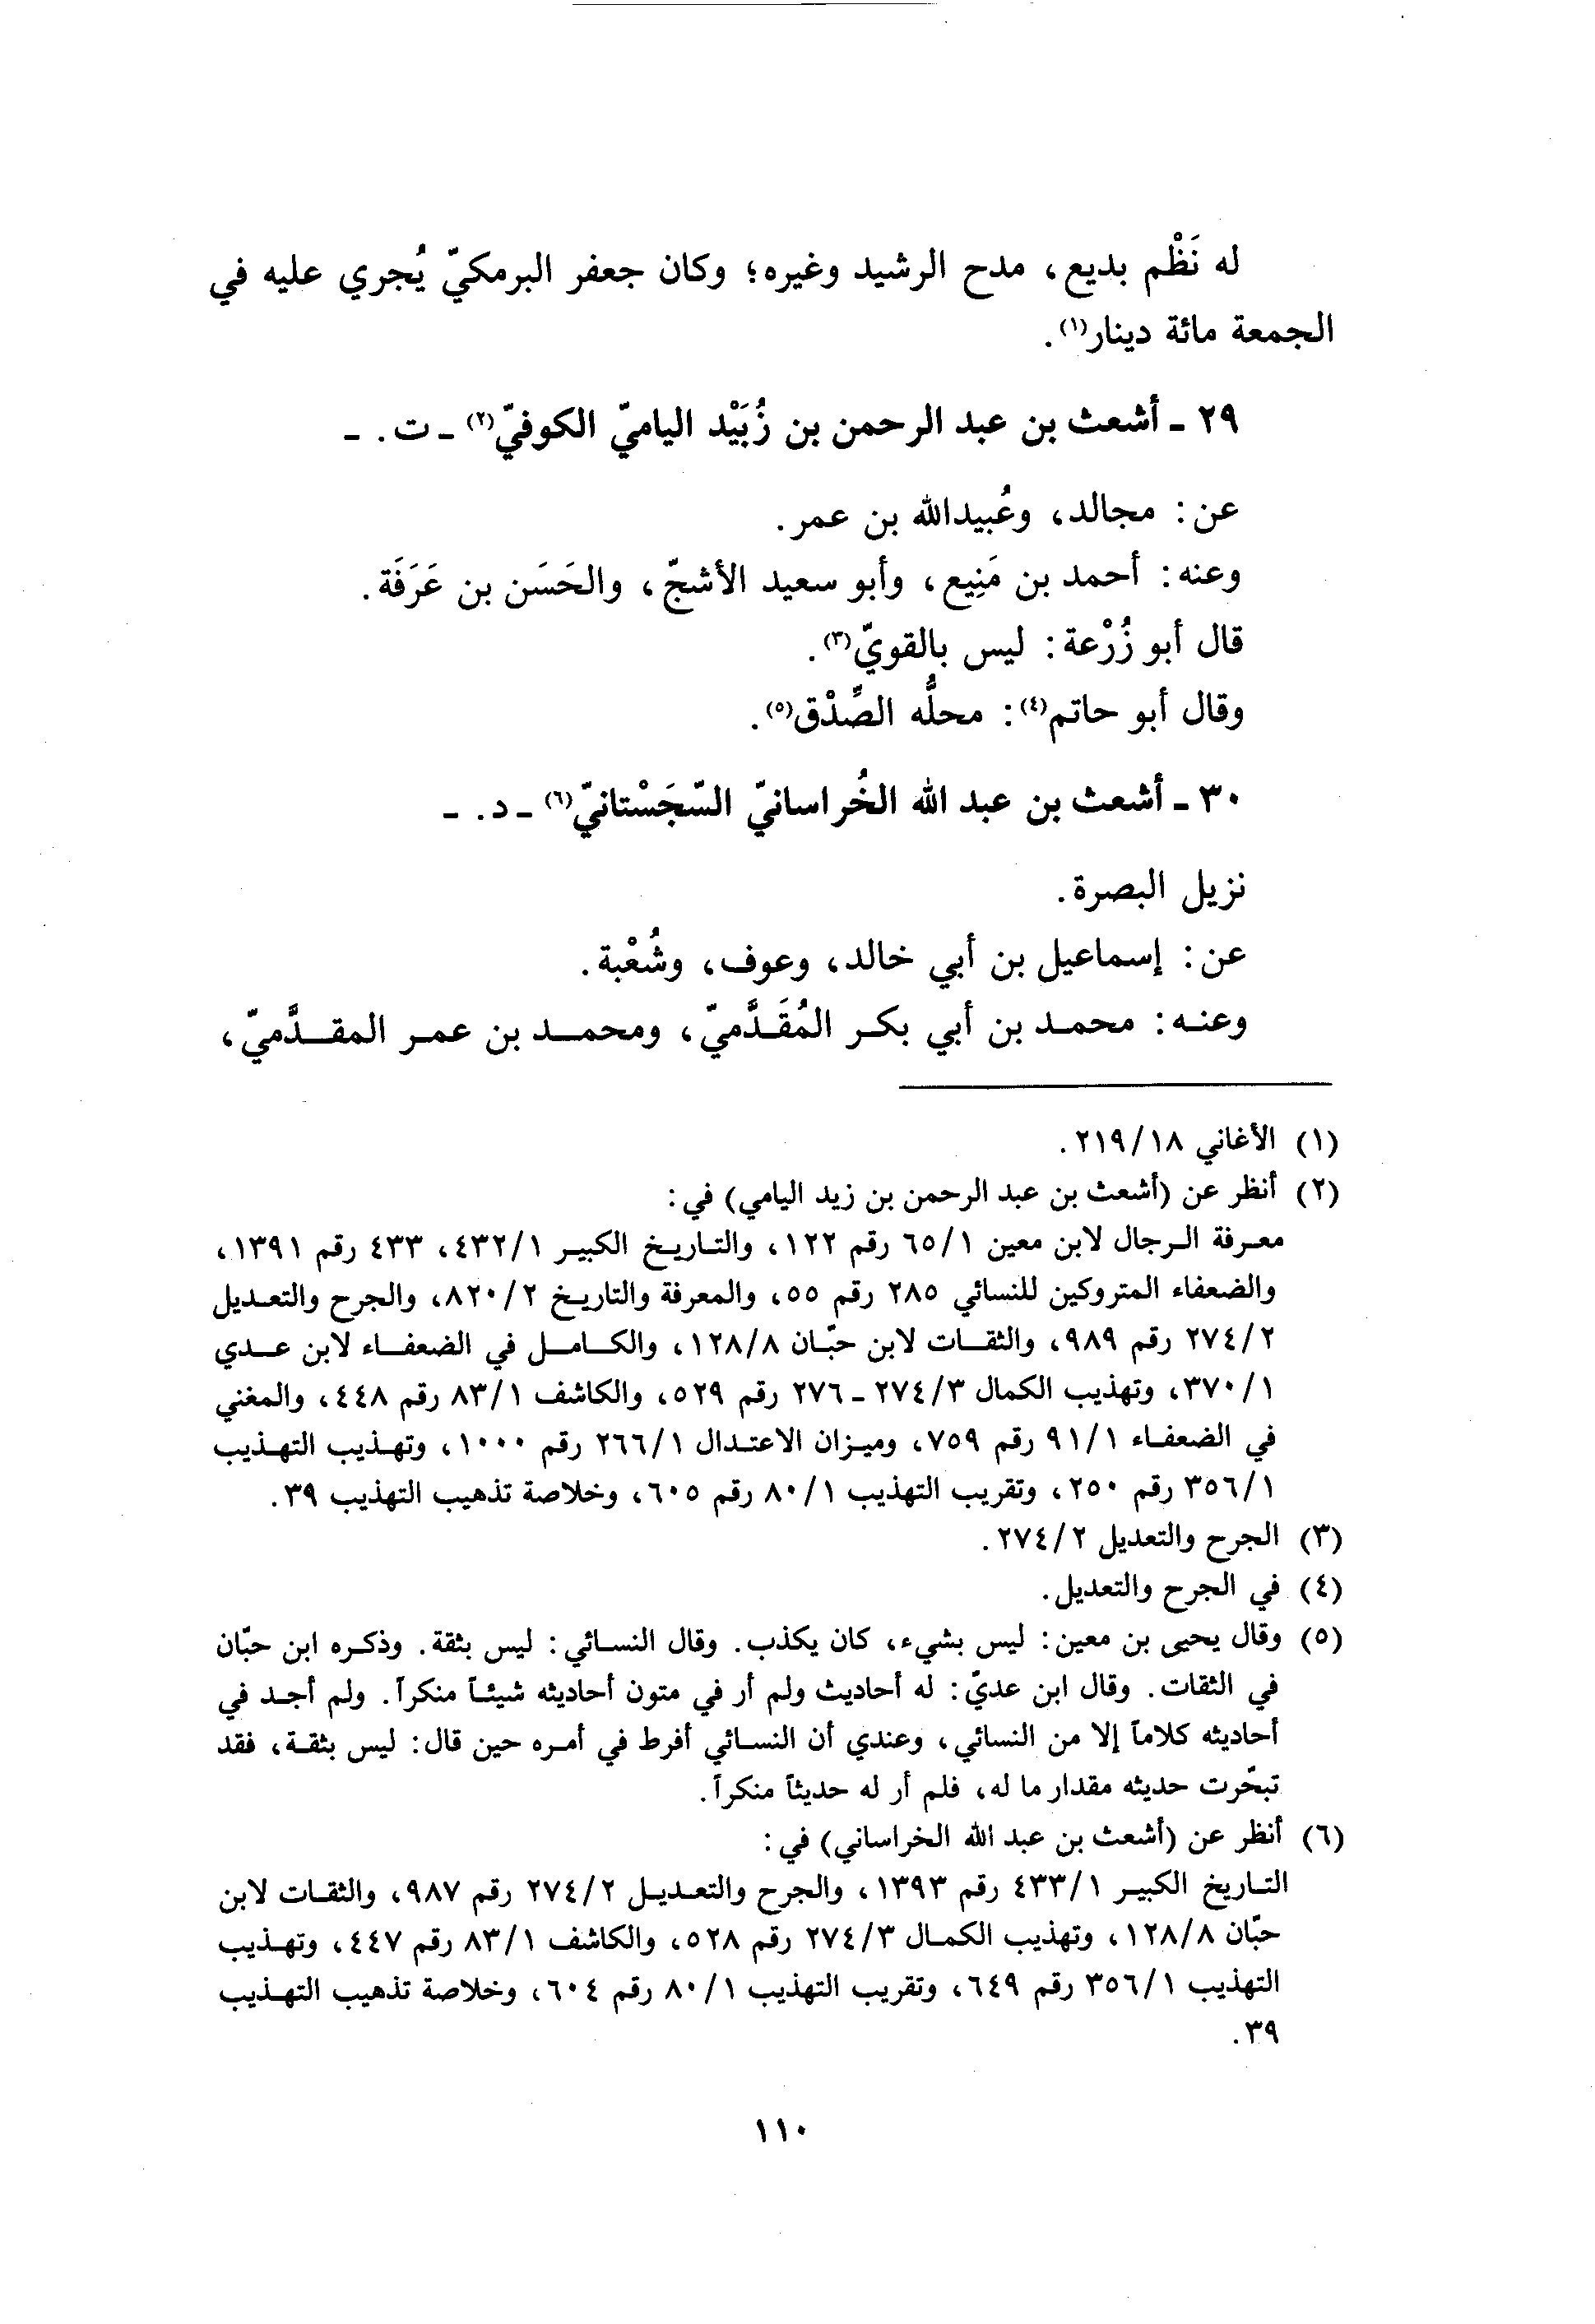 له نَظْم بديع، مدح الرشيد وغيره؛ وكان جعفر البرمكيّ يُجري عليه في
الجمعة مائة دينار(١).
٢٩ ـ أشعث بن عبد الرحمن بن زُبَيْد الياميّ الكوفيّ(٢) ـ ت. ـ
عن: مجالد، وعُبيدالله بن عمر.
وعنه: أحمد بن مَنِيع، وأبو سعيد الأشجّ، والحَسَن بن عَرَفَة.
قال أبو زُرْعة: ليس بالقويّ(٣).
وقال أبو حاتم(٤): محلُّه الصِّدْق(٥).
٣٠ ـ أشعث بن عبد الله الخُراسانيّ السّجَسْتانيّ(٦) ـ د. ـ
نزيل البصرة.
عن: إسماعيل بن أبي خالد، وعوف، وشُعْبة.
وعنه: محمد بن أبي بكر المُقَدَّميّ، ومحمد بن عمر المقدَّميّ،
(١) الأغاني ٢١٩/١٨.
(٢) أنظر عن (أشعث بن عبد الرحمن بن زيد اليامي) في:
معرفة الرجال لابن معين ٦٥/١ رقم ١٢٢، والتاريخ الكبير ٤٣٢/١، ٤٣٣ رقم ١٣٩١،
والضعفاء المتروكين للنسائي ٢٨٥ رقم ٥٥، والمعرفة والتاريخ ٨٢٠/٢، والجرح والتعديل
٢٧٤/٢ رقم ٩٨٩، والثقات لابن حبّان ١٢٨/٨، والكامل في الضعفاء لابن عدي
٣٧٠/١، وتهذيب الكمال ٢٧٤/٣ ـ ٢٧٦ رقم ٥٢٩، والكاشف ٨٣/١ رقم ٤٤٨، والمغني
في الضعفاء ٩١/١ رقم ٧٥٩، وميزان الاعتدال ٢٦٦/١ رقم ١٠٠٠، وتهذيب التهذيب
٣٥٦/١ رقم ٢٥٠، وتقريب التهذيب ٨٠/١ رقم ٦٠٥، وخلاصة تذهيب التهذيب ٣٩.
(٣) الجرح والتعديل ٢٧٤/٢.
(٤) في الجرح والتعديل.
(٥) وقال يحيى بن معين: ليس بشيء، كان يكذب. وقال النسائي: ليس بثقة. وذكره ابن حبّان
في الثقات. وقال ابن عديّ: له أحاديث ولم أر في متون أحاديثه شيئاً منكراً. ولم أجد في
أحاديثه كلاماً إلا من النسائي، وعندي أن النسائي أفرط في أمره حين قال: ليس بثقة، فقد
تبحّرت حديثه مقدار ما له، فلم أر له حديثاً منكراً.
(٦) أنظر عن (أشعث بن عبد الله الخراساني) في:
التاريخ الكبير ٤٣٣/١ رقم ١٣٩٣، والجرح والتعديل ٢٧٤/٢ رقم ٩٨٧، والثقات لابن
حبّان ١٢٨/٨، وتهذيب الكمال ٢٧٤/٣ رقم ٥٢٨، والكاشف ٨٣/١ رقم ٤٤٧، وتهذيب
التهذيب ٣٥٦/١ رقم ٦٤٩، وتقريب التهذيب ٨٠/١ رقم ٦٠٤، وخلاصة تذهيب التهذيب
٣٩.
١١٠